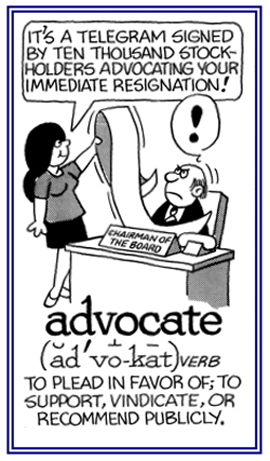 IT'S A TELEGRAM SIGNED
BY TEN THOUSAND STOCK-
HOLDERS ADVOCATING YOUR
IMMEDIATE RESIGNATION!
!
CHAIRMAN OF
THE BOARD
advocate
(ăd′vō-kāt) VERB
TO PLEAD IN FAVOR OF; TO
SUPPORT, VINDICATE, OR
RECOMMEND PUBLICLY.